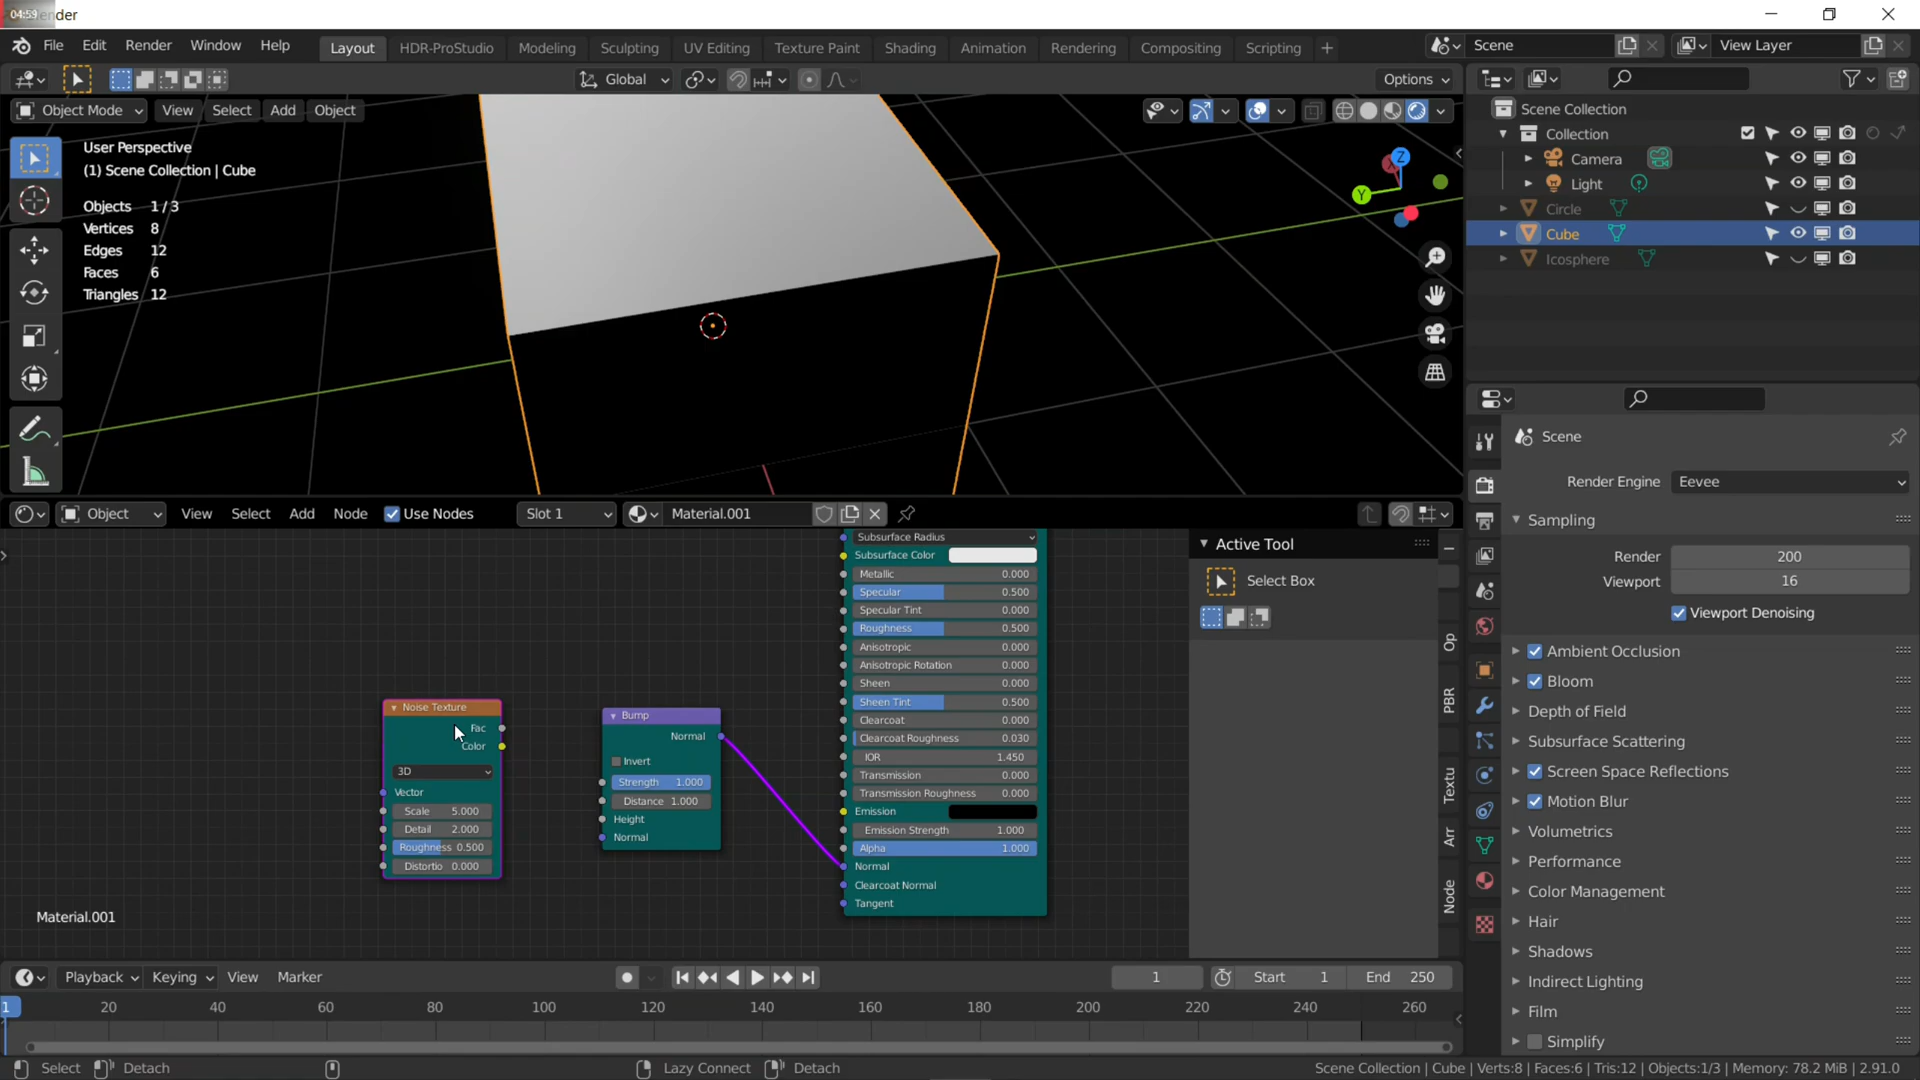 04:59 der
File Edit Render Window Help Layout HDR-ProStudio Modeling Sculpting UV Editing Texture Paint Shading Animation Rendering Compositing Scripting + Scene View Layer
Global Options
Object Mode View Select Add Object
User Perspective
(1) Scene Collection | Cube
Objects 1/3
Vertices 8
Edges 12
Faces 6
Triangles 12
Z
X
Y
Scene Collection
Collection
Camera
Light
Circle
Cube
Icosphere
Scene
Render Engine Eevee
Sampling
Render 200
Viewport 16
Viewport Denoising
Ambient Occlusion
Bloom
Depth of Field
Subsurface Scattering
Screen Space Reflections
Motion Blur
Volumetrics
Performance
Color Management
Hair
Shadows
Indirect Lighting
Film
Simplify
Object View Select Add Node Use Nodes Slot 1 Material.001
Noise Texture
Fac
Color
3D
Vector
Scale 5.000
Detail 2.000
Roughness 0.500
Distortio 0.000
Bump
Normal
Invert
Strength 1.000
Distance 1.000
Height
Normal
Subsurface Radius
Subsurface Color
Metallic 0.000
Specular 0.500
Specular Tint 0.000
Roughness 0.500
Anisotropic 0.000
Anisotropic Rotation 0.000
Sheen 0.000
Sheen Tint 0.500
Clearcoat 0.000
Clearcoat Roughness 0.030
IOR 1.450
Transmission 0.000
Transmission Roughness 0.000
Emission
Emission Strength 1.000
Alpha 1.000
Normal
Clearcoat Normal
Tangent
Active Tool
Select Box
Op
PBR
Textu
Arr
Node
Material.001
Playback Keying View Marker 1 Start 1 End 250
1 20 40 60 80 100 120 140 160 180 200 220 240 260
Select Detach Lazy Connect Detach Scene Collection | Cube | Verts:8 | Faces:6 | Tris:12 | Objects:1/3 | Memory: 78.2 MiB | 2.91.0